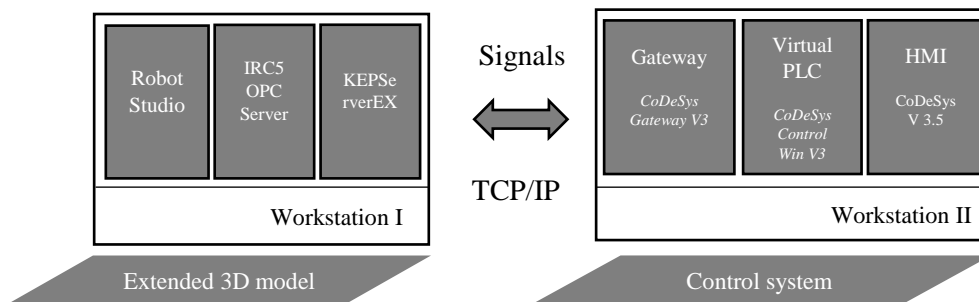 Robot
Studio
IRC5
OPC
Server
KEPSe
rverEX
Workstation I
Extended 3D model
Signals
TCP/IP
Gateway
CoDeSys
Gateway V3
Virtual
PLC
CoDeSys
Control
Win V3
HMI
CoDeSys
V 3.5
Workstation II
Control system